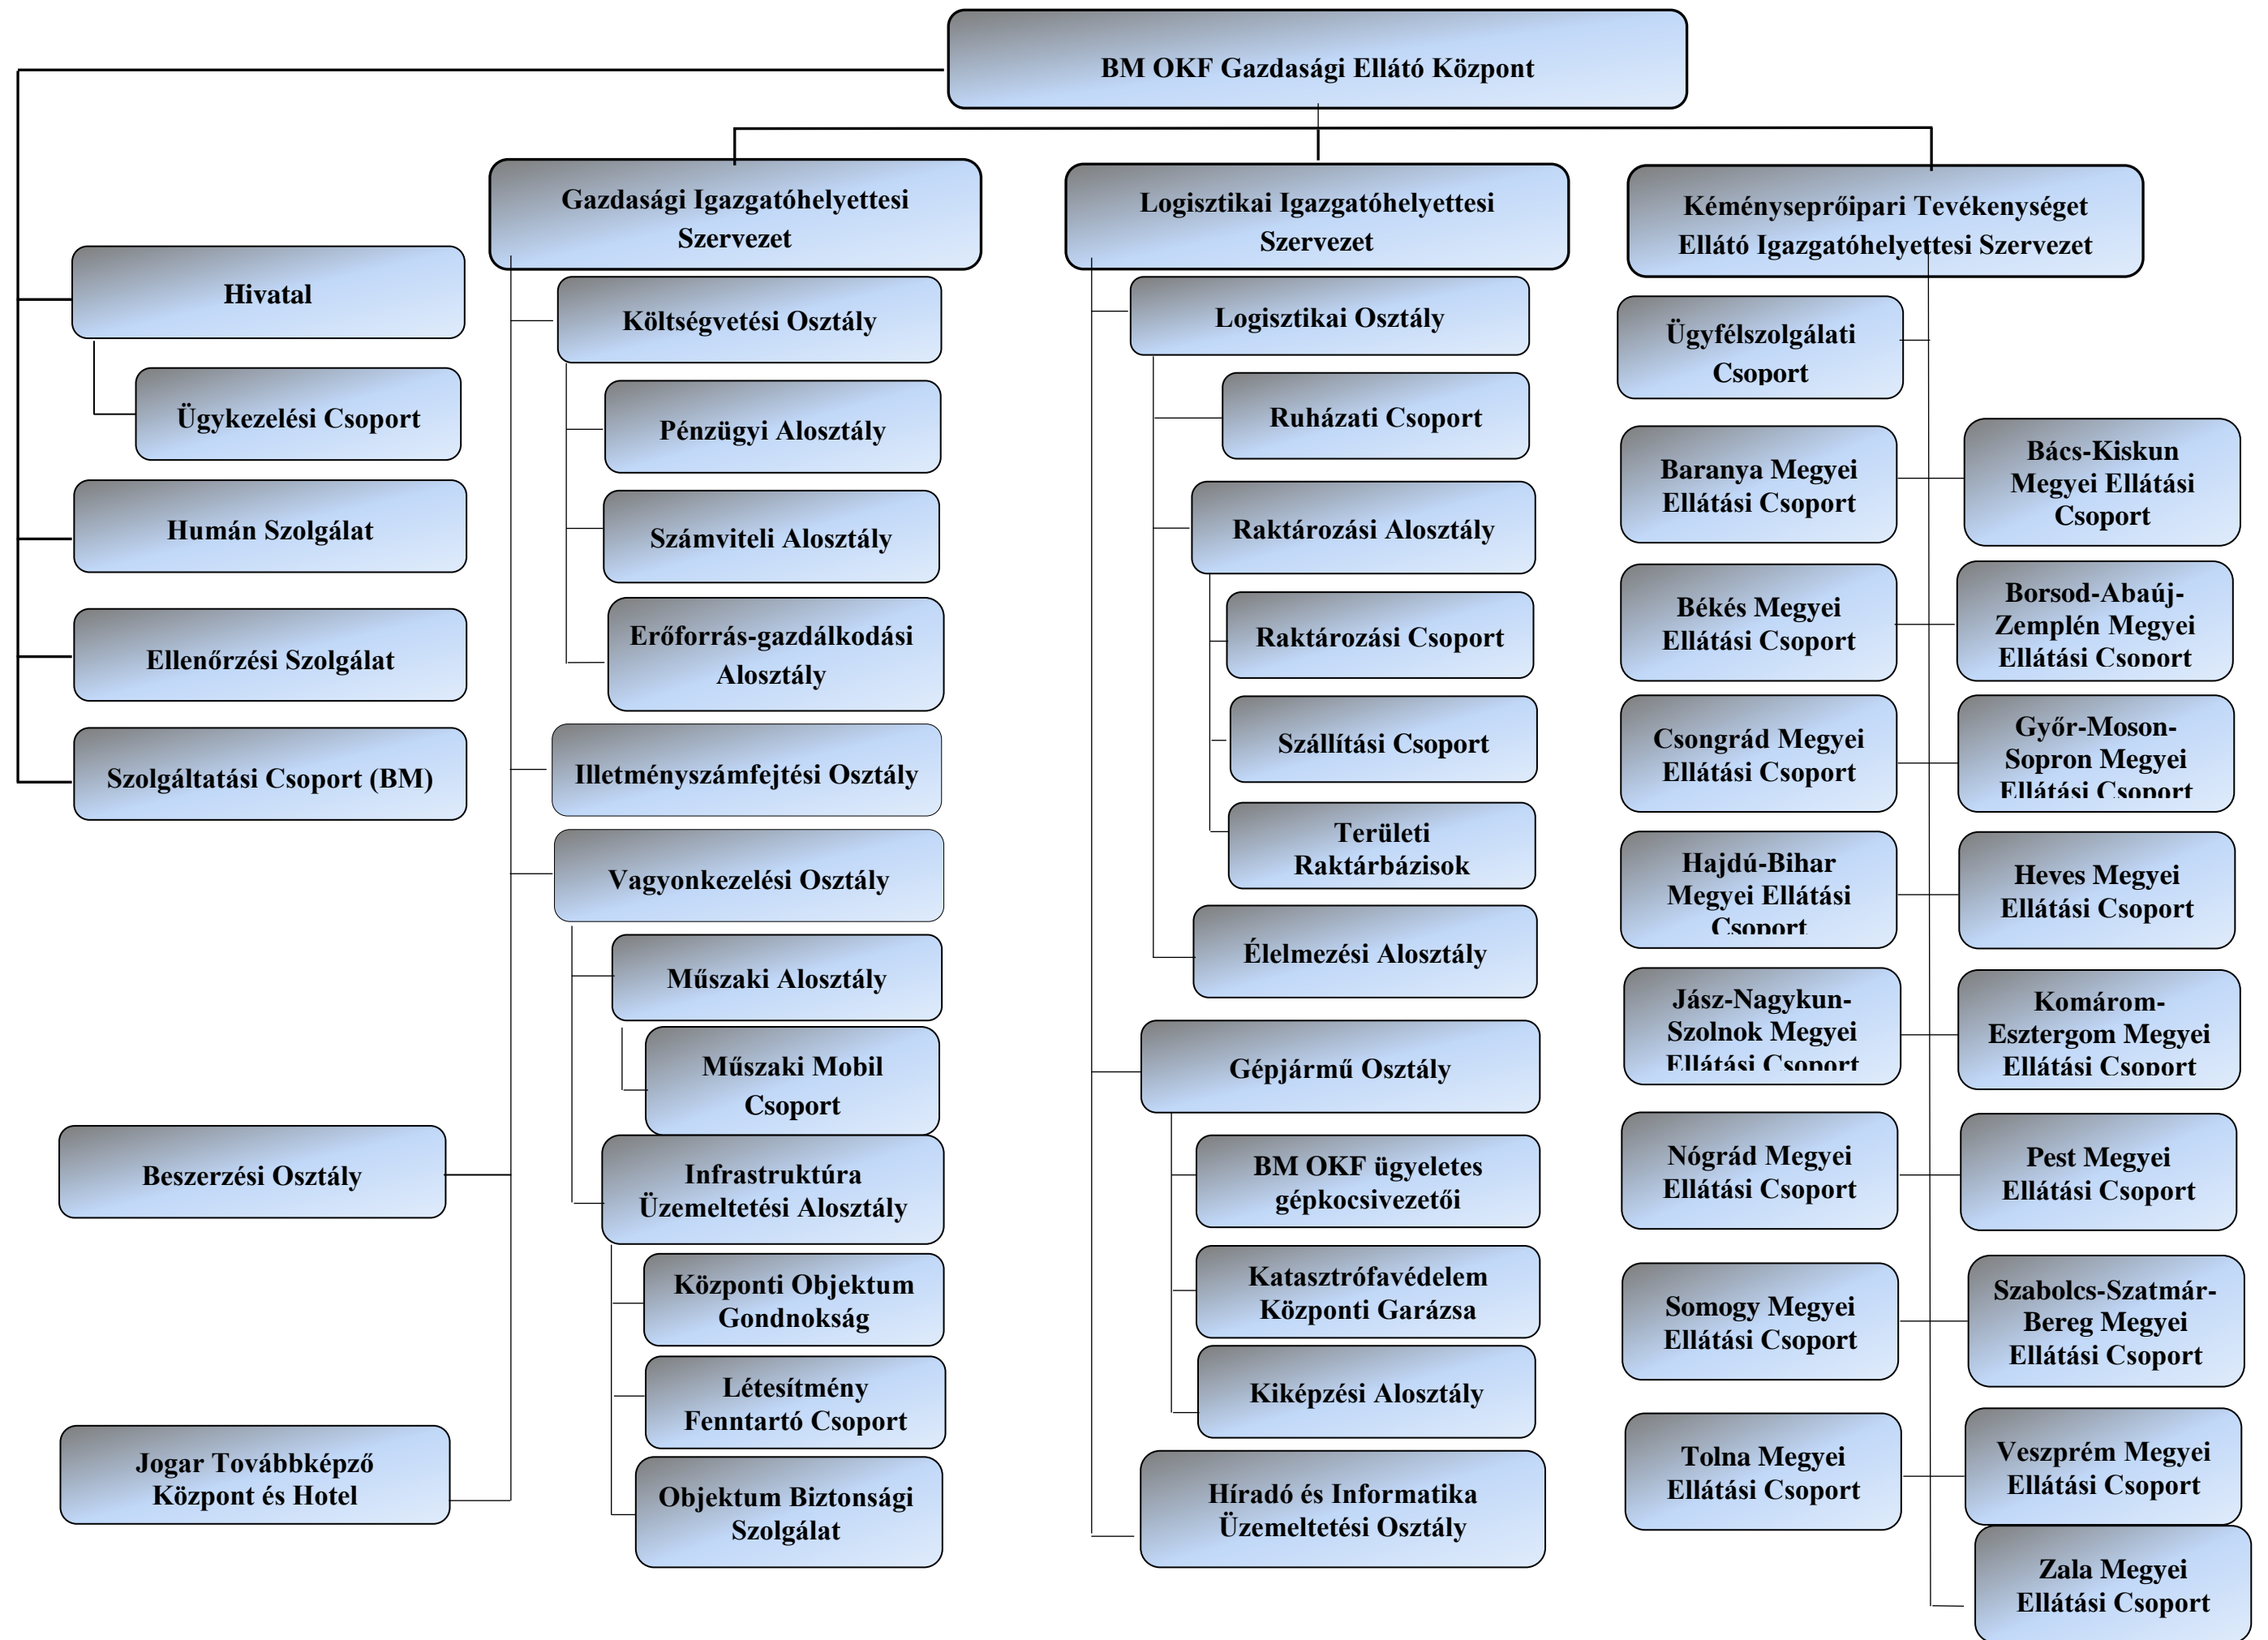 BM OKF Gazdasági Ellátó Központ
Hivatal
Ügykezelési Csoport
Humán Szolgálat
Ellenőrzési Szolgálat
Szolgáltatási Csoport (BM)
Gazdasági Igazgatóhelyettesi
Szervezet
Költségvetési Osztály
Pénzügyi Alosztály
Számviteli Alosztály
Erőforrás-gazdálkodási
Alosztály
Illetményszámfejtési Osztály
Vagyonkezelési Osztály
Műszaki Alosztály
Műszaki Mobil
Csoport
Infrastruktúra
Üzemeltetési Alosztály
Központi Objektum
Gondnokság
Létesítmény
Fenntartó Csoport
Objektum Biztonsági
Szolgálat
Beszerzési Osztály
Jogar Továbbképző
Központ és Hotel
Logisztikai Igazgatóhelyettesi
Szervezet
Logisztikai Osztály
Ruházati Csoport
Raktározási Alosztály
Raktározási Csoport
Szállítási Csoport
Területi
Raktárbázisok
Élelmezési Alosztály
Gépjármű Osztály
BM OKF ügyeletes
gépkocsivezetői
Katasztrófavédelem
Központi Garázsa
Kiképzési Alosztály
Híradó és Informatika
Üzemeltetési Osztály
Kéményseprőipari Tevékenységet
Ellátó Igazgatóhelyettesi Szervezet
Ügyfélszolgálati
Csoport
Baranya Megyei
Ellátási Csoport
Bács-Kiskun
Megyei Ellátási
Csoport
Békés Megyei
Ellátási Csoport
Borsod-Abaúj-
Zemplén Megyei
Ellátási Csoport
Csongrád Megyei
Ellátási Csoport
Győr-Moson-
Sopron Megyei
Ellátási Csoport
Hajdú-Bihar
Megyei Ellátási
Csoport
Heves Megyei
Ellátási Csoport
Jász-Nagykun-
Szolnok Megyei
Ellátási Csoport
Komárom-
Esztergom Megyei
Ellátási Csoport
Nógrád Megyei
Ellátási Csoport
Pest Megyei
Ellátási Csoport
Somogy Megyei
Ellátási Csoport
Szabolcs-Szatmár-
Bereg Megyei
Ellátási Csoport
Tolna Megyei
Ellátási Csoport
Veszprém Megyei
Ellátási Csoport
Zala Megyei
Ellátási Csoport